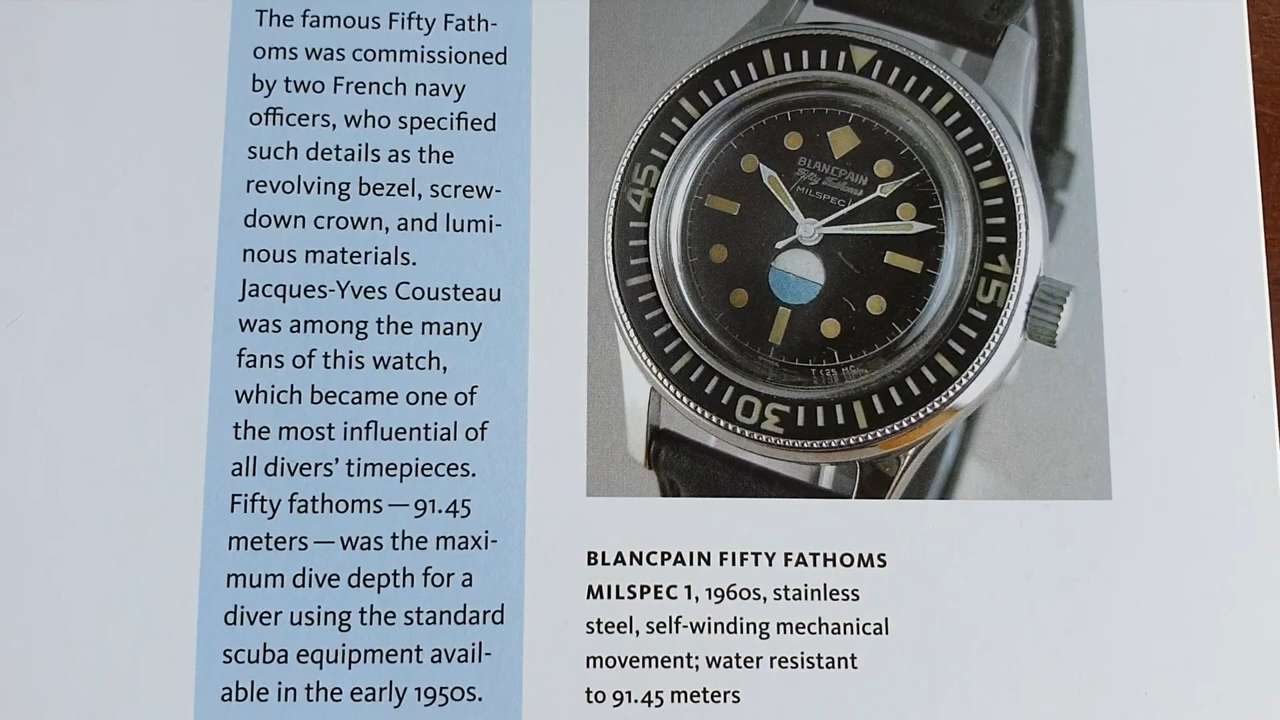 The famous Fifty Fath-
oms was commissioned
by two French navy
officers, who specified
such details as the
revolving bezel, screw-
down crown, and lumi-
nous materials.
Jacques-Yves Cousteau
was among the many
fans of this watch,
which became one of
the most influential of
all divers’ timepieces.
Fifty fathoms — 91.45
meters — was the maxi-
mum dive depth for a
diver using the standard
scuba equipment avail-
able in the early 1950s.
BLANCPAIN
Fifty Fathoms
MILSPEC I
45
15
30
T<25 MC
BLANCPAIN FIFTY FATHOMS
MILSPEC 1, 1960s, stainless
steel, self-winding mechanical
movement; water resistant
to 91.45 meters